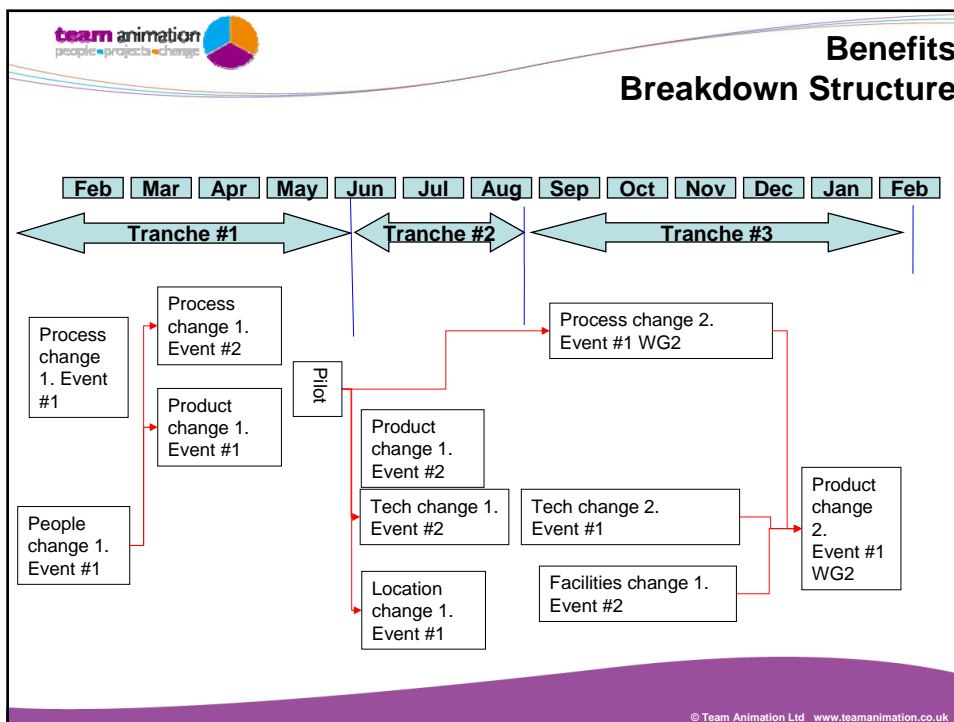 team animation
people-projects-change
Benefits
Breakdown Structure
Feb Mar Apr May Jun Jul Aug Sep Oct Nov Dec Jan Feb
Tranche #1 Tranche #2 Tranche #3
Process
change
1. Event
#1
Process
change 1.
Event #2
Product
change 1.
Event #1
People
change 1.
Event #1
Pilot
Product
change 1.
Event #2
Tech change 1.
Event #2
Location
change 1.
Event #1
Process change 2.
Event #1 WG2
Tech change 2.
Event #1
Facilities change 1.
Event #2
Product
change
2.
Event #1
WG2
© Team Animation Ltd www.teamanimation.co.uk